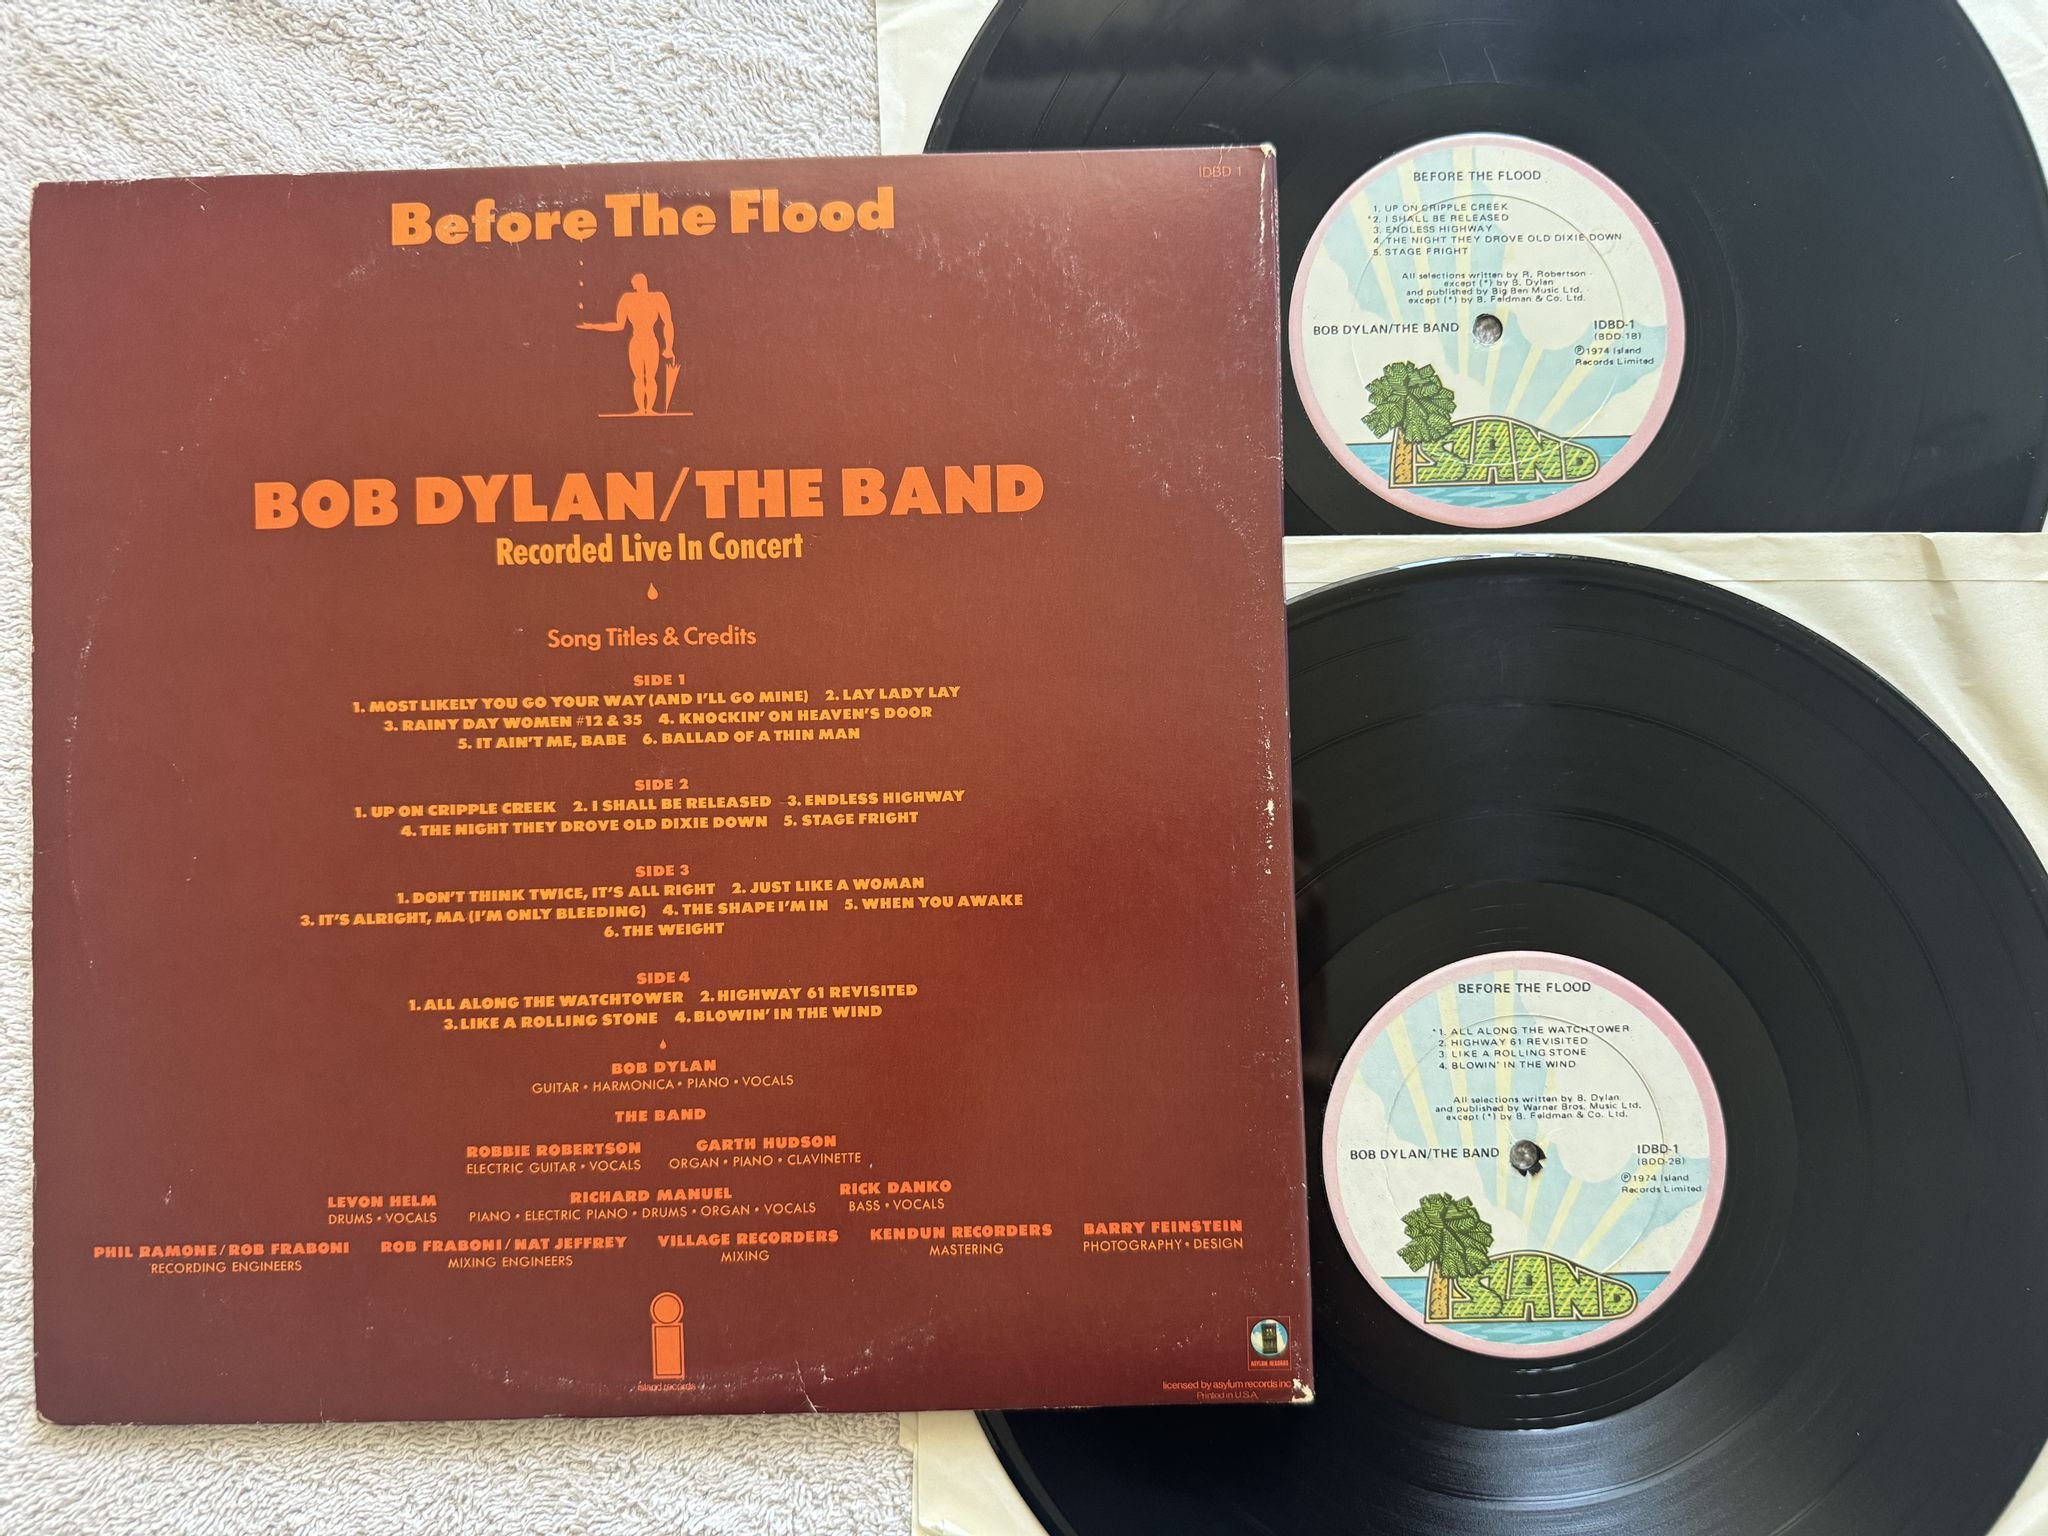 IDBD 1
Before The Flood
BOB DYLAN/THE BAND
Recorded Live In Concert
Song Titles & Credits
SIDE 1
1. MOST LIKELY YOU GO YOUR WAY (AND I'LL GO MINE) 2. LAY LADY LAY
3. RAINY DAY WOMEN #12 & 35 4. KNOCKIN' ON HEAVEN'S DOOR
5. IT AIN'T ME, BABE 6. BALLAD OF A THIN MAN
SIDE 2
1. UP ON CRIPPLE CREEK 2. I SHALL BE RELEASED 3. ENDLESS HIGHWAY
4. THE NIGHT THEY DROVE OLD DIXIE DOWN 5. STAGE FRIGHT
SIDE 3
1. DON'T THINK TWICE, IT'S ALL RIGHT 2. JUST LIKE A WOMAN
3. IT'S ALRIGHT, MA (I'M ONLY BLEEDING) 4. THE SHAPE I'M IN 5. WHEN YOU AWAKE
6. THE WEIGHT
SIDE 4
1. ALL ALONG THE WATCHTOWER 2. HIGHWAY 61 REVISITED
3. LIKE A ROLLING STONE 4. BLOWIN' IN THE WIND
BOB DYLAN
GUITAR • HARMONICA • PIANO • VOCALS
THE BAND
ROBBIE ROBERTSON GARTH HUDSON
ELECTRIC GUITAR • VOCALS ORGAN • PIANO • CLAVINETTE
LEVON HELM RICHARD MANUEL RICK DANKO
DRUMS • VOCALS PIANO • ELECTRIC PIANO • DRUMS • ORGAN • VOCALS BASS • VOCALS
PHIL RAMONE/ROB FRABONI ROB FRABONI/NAT JEFFREY VILLAGE RECORDERS KENDUN RECORDERS BARRY FEINSTEIN
RECORDING ENGINEERS MIXING ENGINEERS MIXING MASTERING PHOTOGRAPHY • DESIGN
island records
ASYLUM RECORDS
licensed by asylum records inc.
Printed in U.S.A.
BEFORE THE FLOOD
1. UP ON CRIPPLE CREEK
*2. I SHALL BE RELEASED
3. ENDLESS HIGHWAY
4. THE NIGHT THEY DROVE OLD DIXIE DOWN
5. STAGE FRIGHT
All selections written by R. Robertson
except (*) by B. Dylan
and published by Big Ben Music Ltd.
except (*) by B. Feldman & Co. Ltd.
BOB DYLAN/THE BAND
IDBD-1
(BDD-1B)
℗1974 Island
Records Limited
ISLAND
BEFORE THE FLOOD
*1. ALL ALONG THE WATCHTOWER
2. HIGHWAY 61 REVISITED
3. LIKE A ROLLING STONE
4. BLOWIN' IN THE WIND
All selections written by B. Dylan
and published by Warner Bros. Music Ltd.
except (*) by B. Feldman & Co. Ltd.
BOB DYLAN/THE BAND
IDBD-1
(BDD-2B)
℗1974 Island
Records Limited
ISLAND